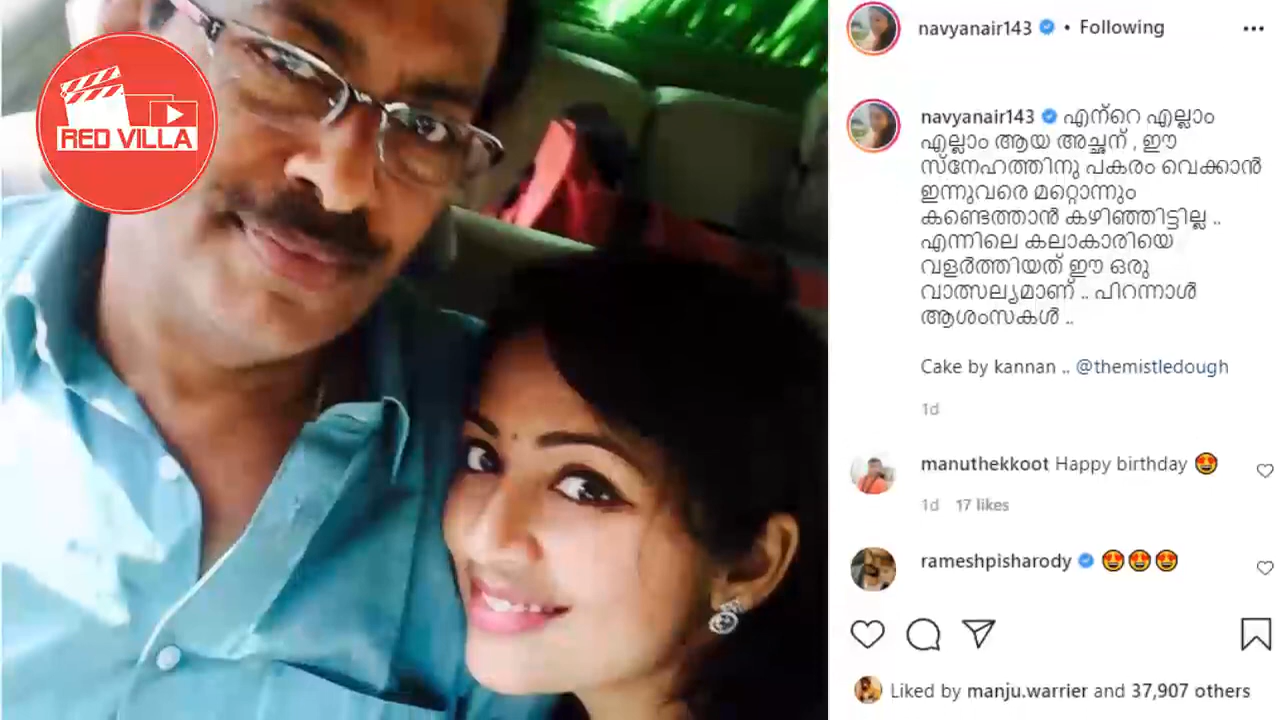 RED VILLA
navyanair143 • Following
navyanair143 എന്റെ എല്ലാം
എല്ലാം ആയ അച്ഛന് , ഈ
സ്നേഹത്തിനു പകരം വെക്കാൻ
ഇന്നുവരെ മറ്റൊന്നും
കണ്ടെത്താൻ കഴിഞ്ഞിട്ടില്ല ..
എന്നിലെ കലാകാരിയെ
വളർത്തിയത് ഈ ഒരു
വാത്സല്യമാണ് .. പിറന്നാൾ
ആശംസകൾ ..
Cake by kannan .. @themistledough
1d
manuthekkoot Happy birthday 😍
1d 17 likes
rameshpisharody 😍😍😍
Liked by manju.warrier and 37,907 others